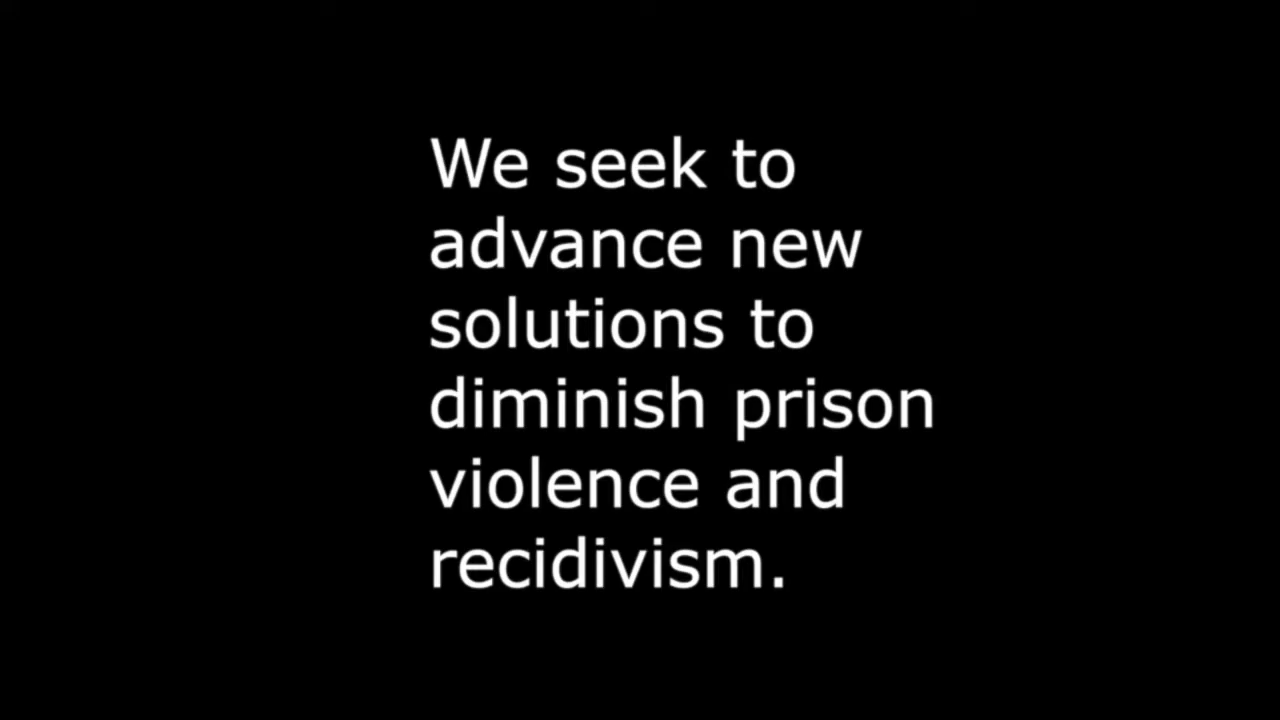 We seek to
advance new
solutions to
diminish prison
violence and
recidivism.